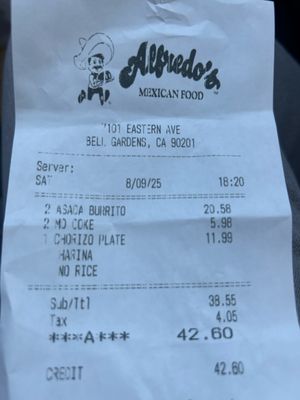 Alfredo's
MEXICAN FOOD
7101 EASTERN AVE
BELL GARDENS, CA 90201
Server:
SAT 8/09/25 18:20
2 ASADA BURRITO 20.58
2 MD COKE 5.98
1 CHORIZO PLATE 11.99
HARINA
NO RICE
Sub/Ttl 38.55
Tax 4.05
***A*** 42.60
CREDIT 42.60